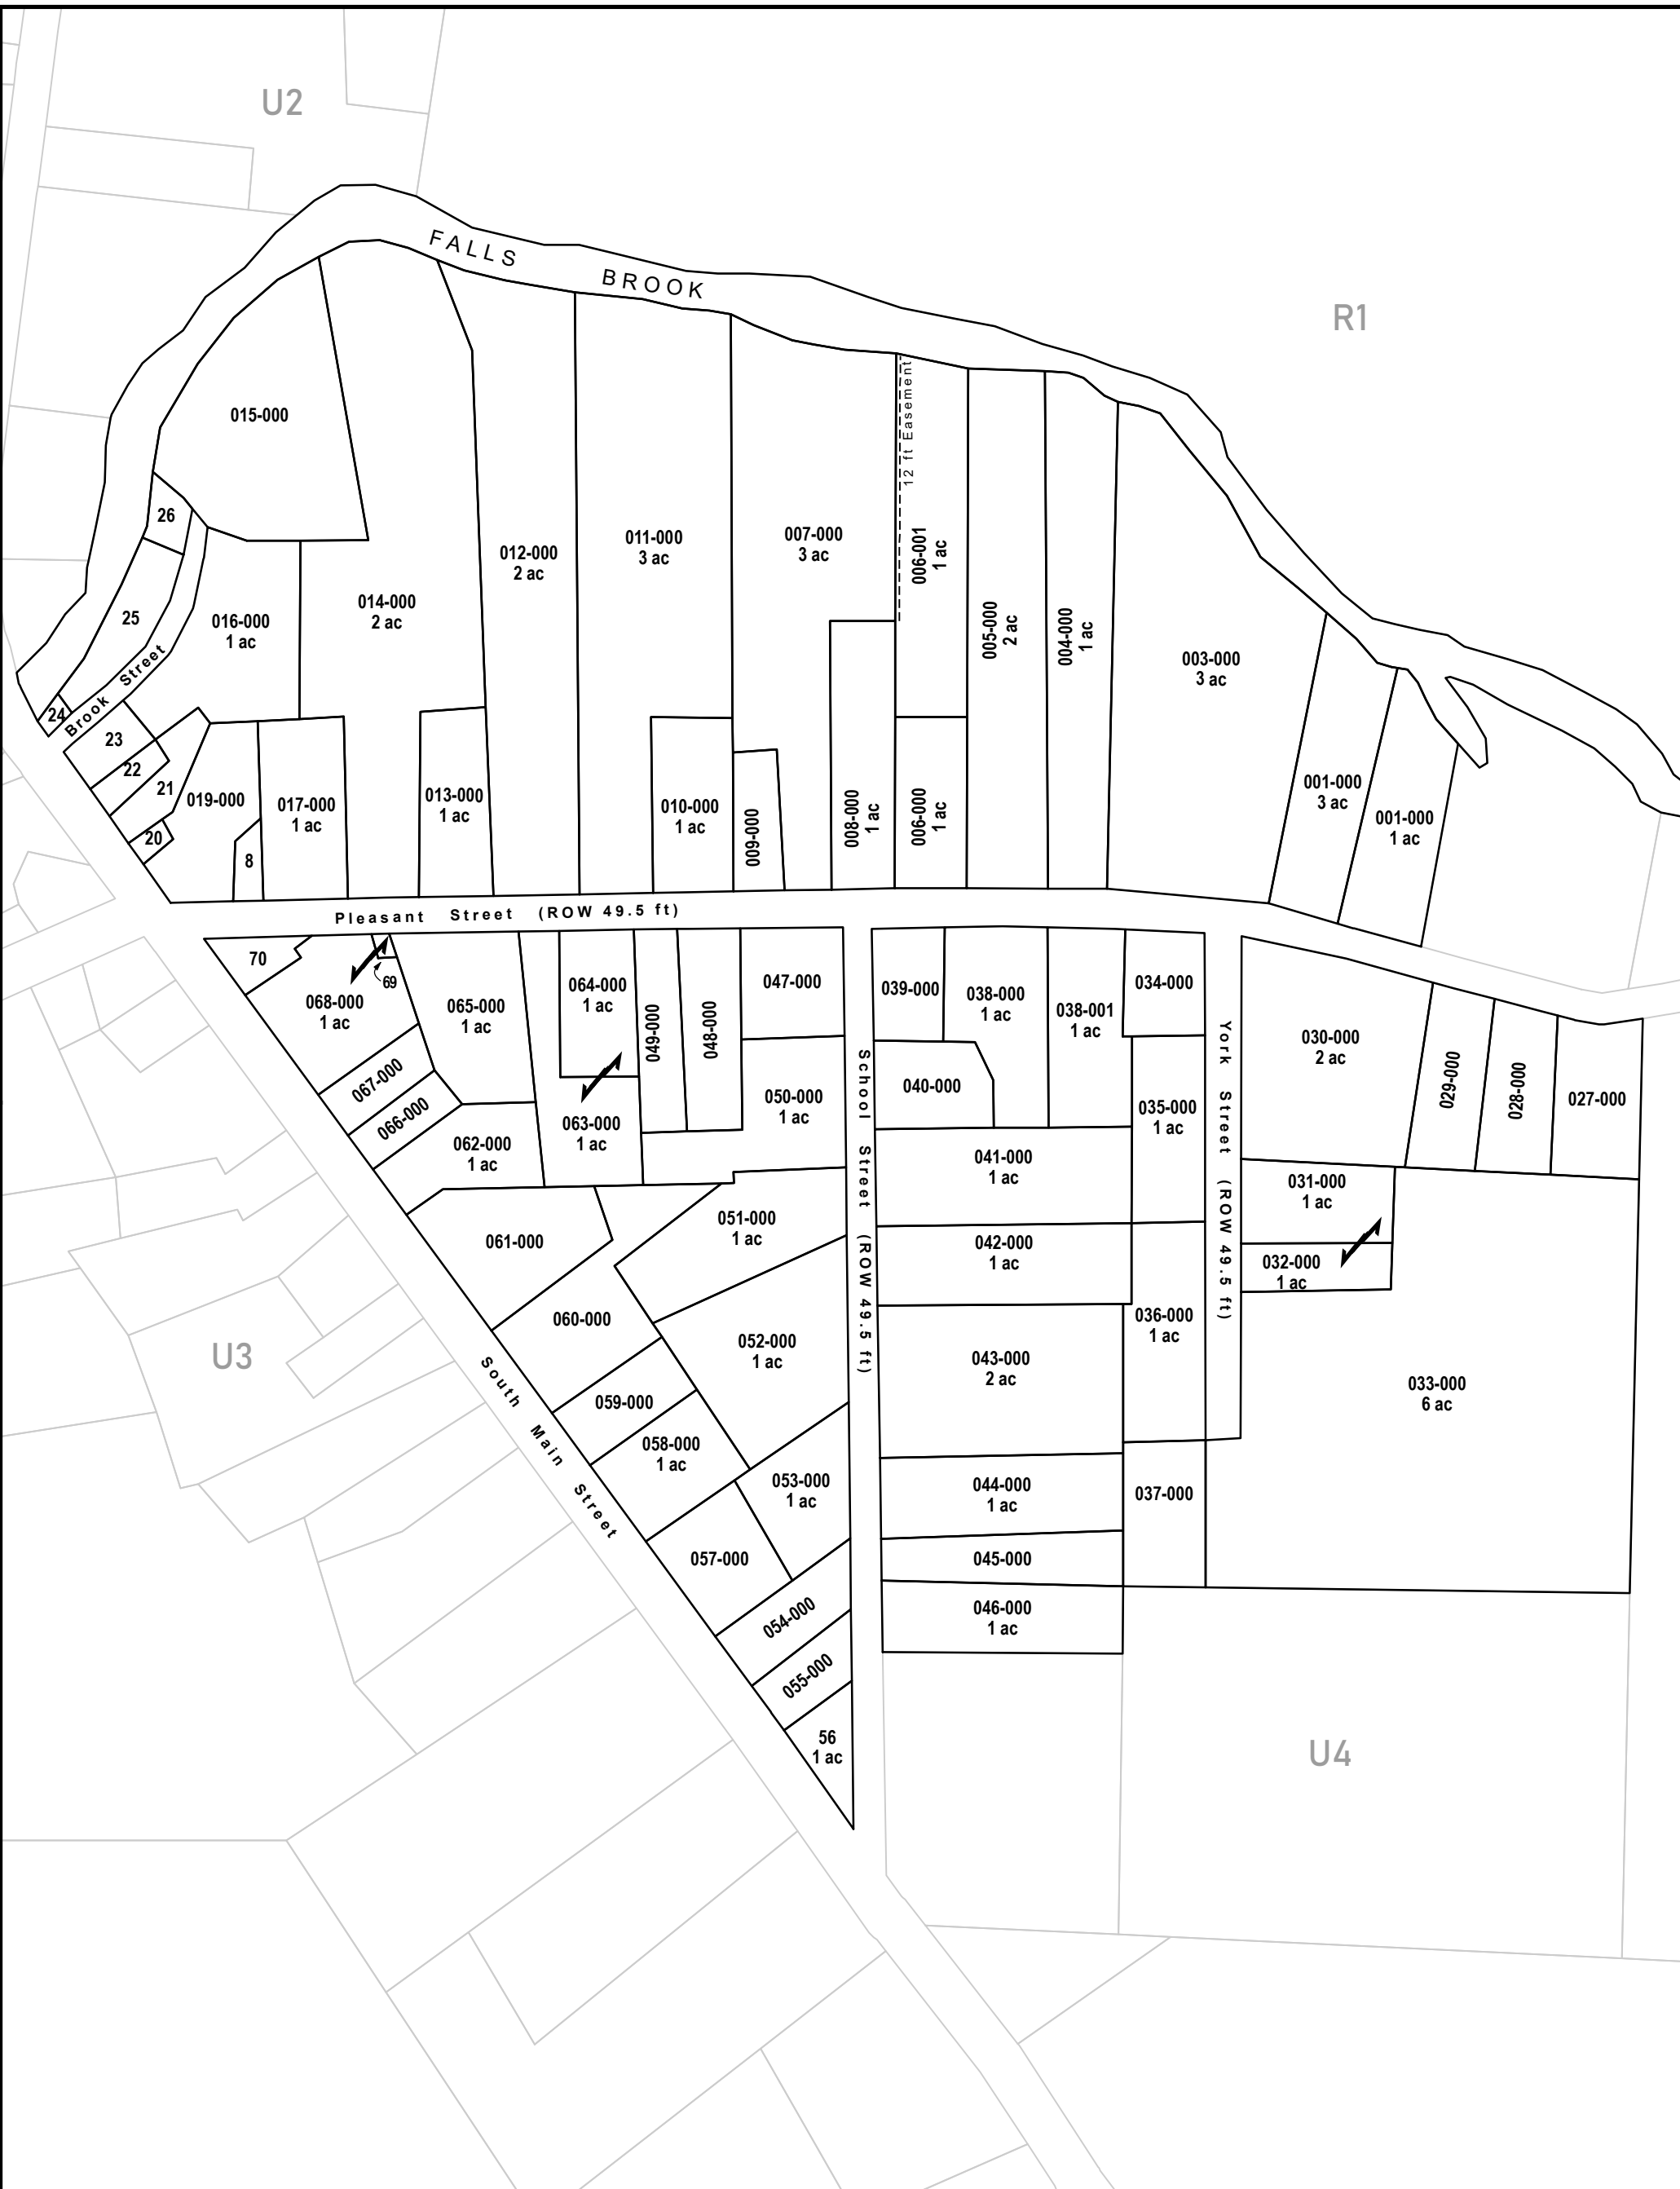 U2
R1
FALLS BROOK
12 ft Easement
015-000
26
25
016-000
1 ac
014-000
2 ac
012-000
2 ac
011-000
3 ac
007-000
3 ac
006-001
1 ac
005-000
2 ac
004-000
1 ac
003-000
3 ac
24
Brook Street
23
22
21
20
019-000
8
017-000
1 ac
013-000
1 ac
010-000
1 ac
009-000
008-000
1 ac
006-000
1 ac
001-000
3 ac
001-000
1 ac
Pleasant Street (ROW 49.5 ft)
70
69
068-000
1 ac
065-000
1 ac
064-000
1 ac
049-000
048-000
047-000
039-000
038-000
1 ac
038-001
1 ac
034-000
030-000
2 ac
029-000
028-000
027-000
067-000
066-000
062-000
1 ac
063-000
1 ac
050-000
1 ac
040-000
035-000
1 ac
School Street (ROW 49.5 ft)
York Street (ROW 49.5 ft)
041-000
1 ac
031-000
1 ac
032-000
1 ac
061-000
051-000
1 ac
042-000
1 ac
060-000
052-000
1 ac
036-000
1 ac
043-000
2 ac
033-000
6 ac
U3
South Main Street
059-000
058-000
1 ac
053-000
1 ac
044-000
1 ac
037-000
057-000
045-000
054-000
046-000
1 ac
055-000
56
1 ac
U4